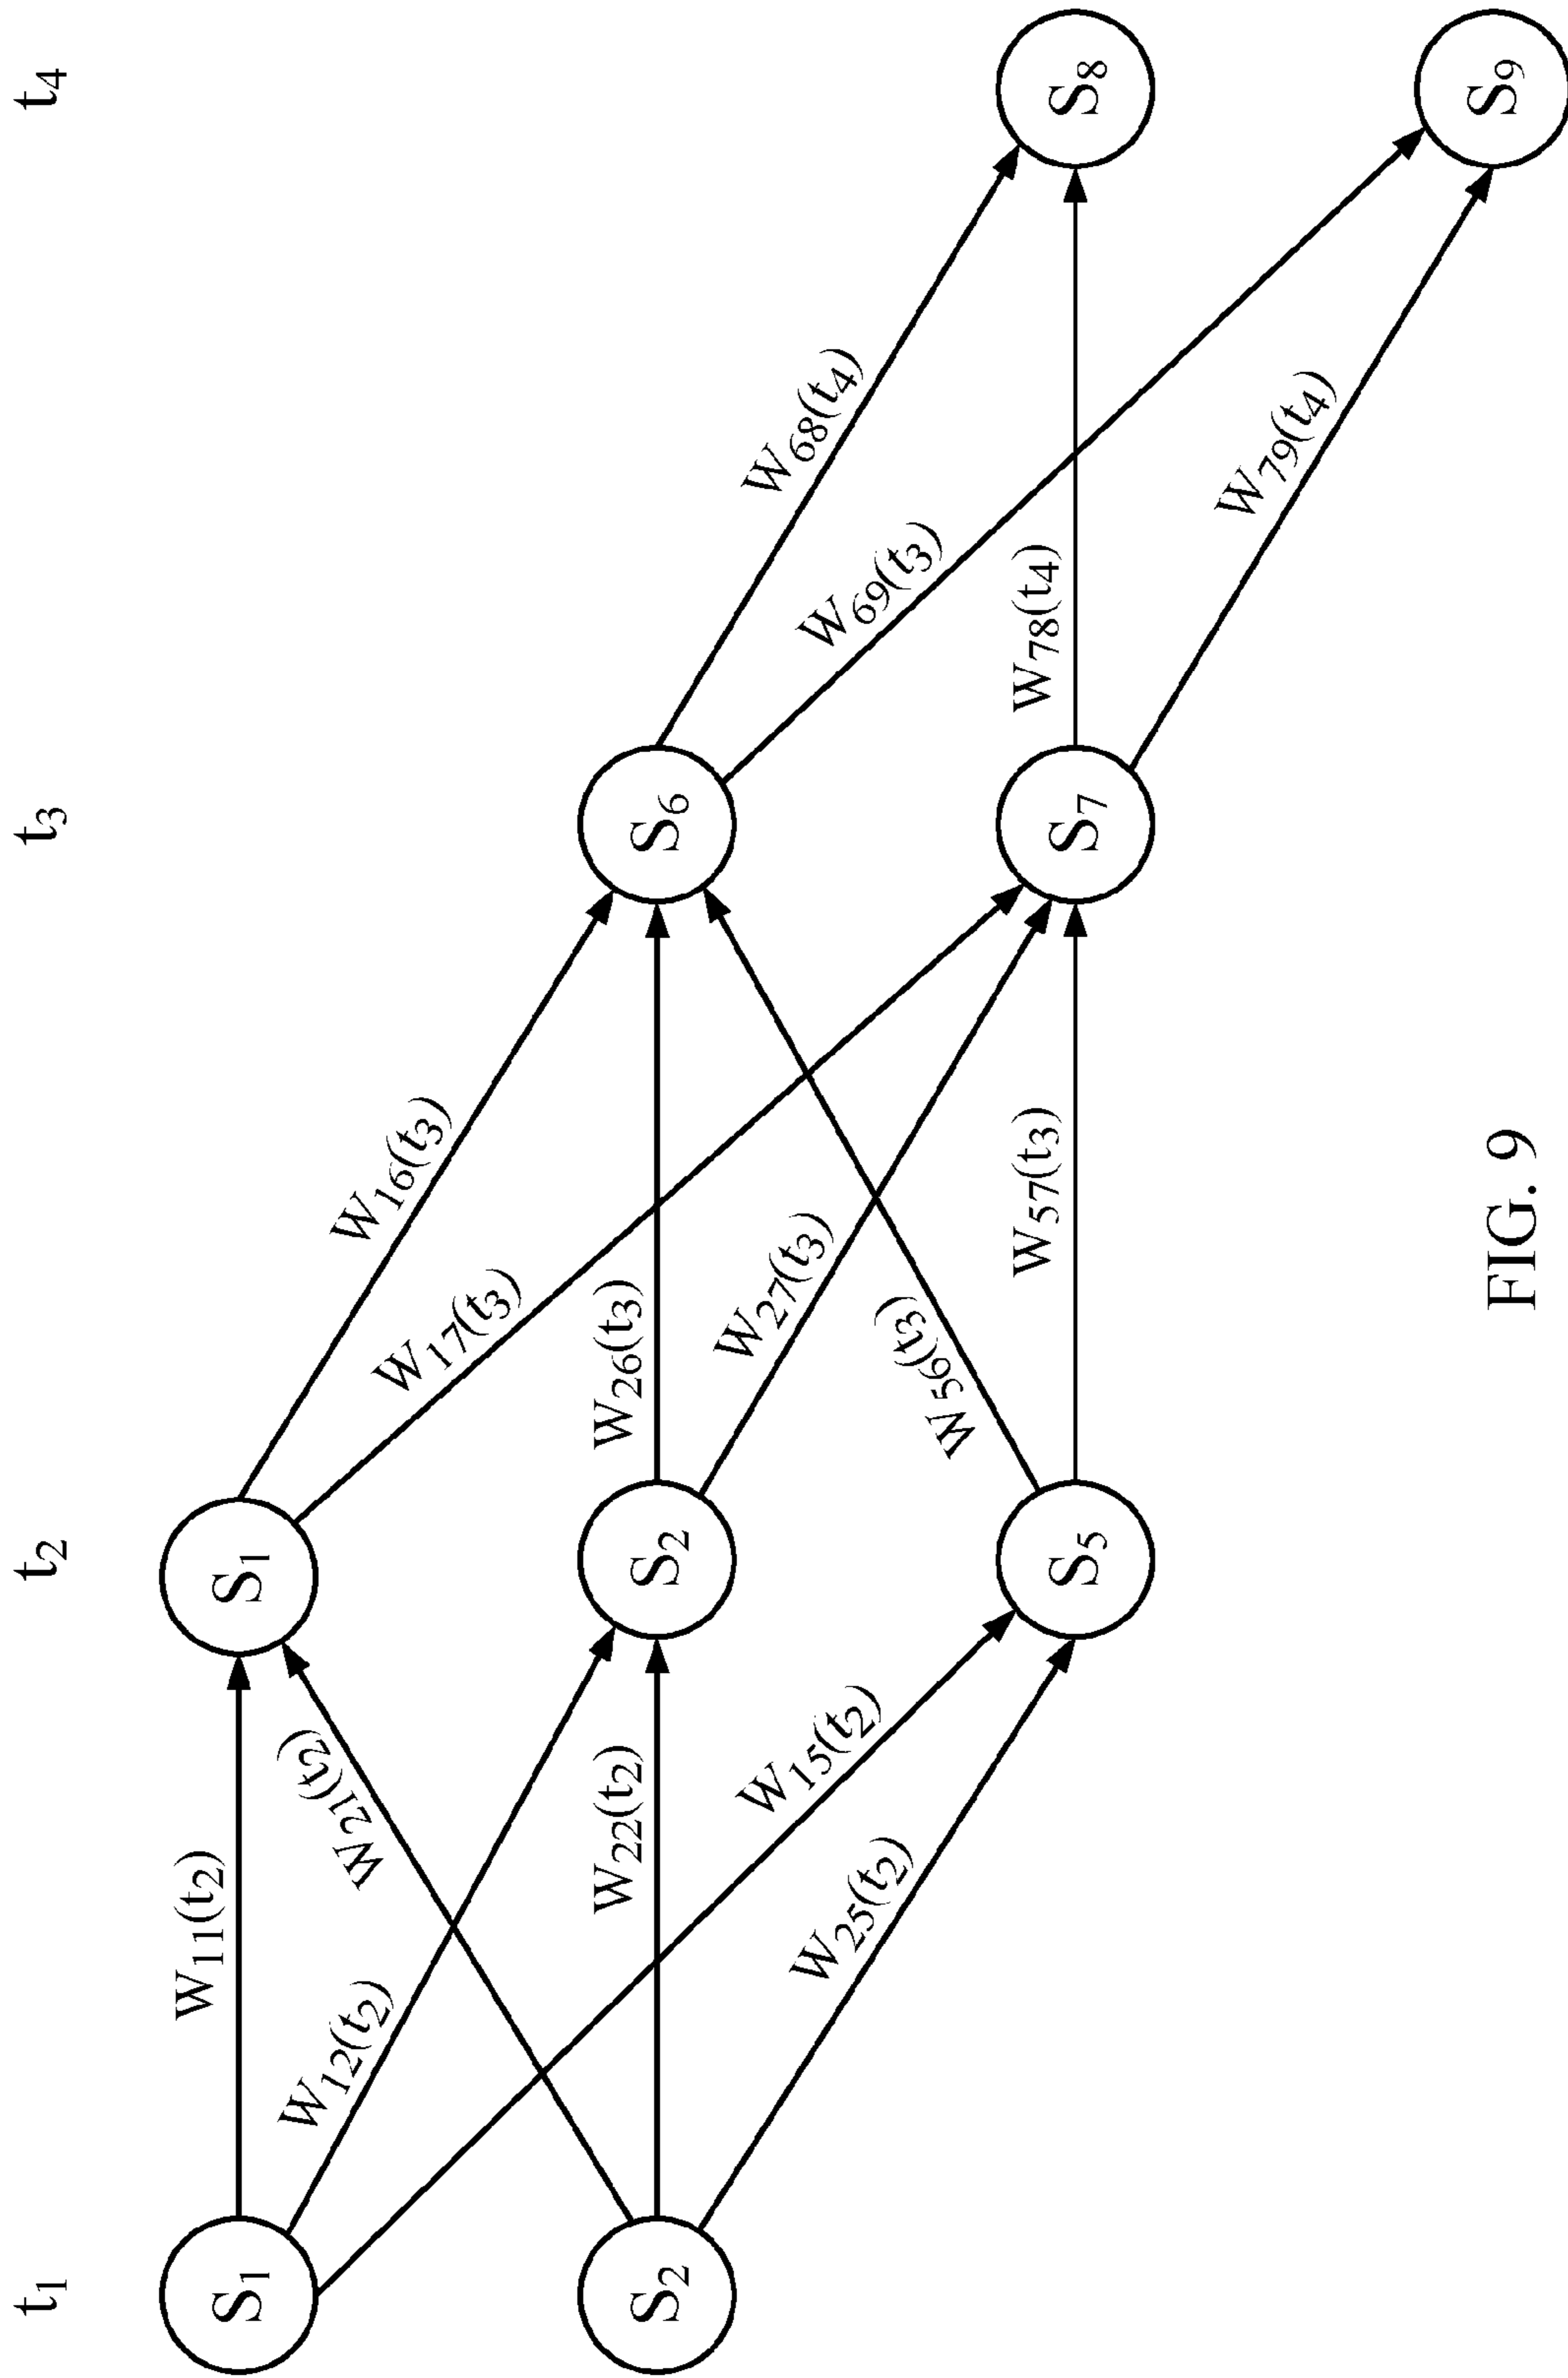 t1 t2 t3 t4
S1
S1
W11(t2)
W12(t2)
W21(t2)
W16(t3)
W17(t3)
S2
S2
S6
W22(t2)
W15(t2)
W25(t2)
W26(t3)
W27(t3)
W56(t3)
W68(t4)
W69(t3)
S5
S7
S8
W57(t3)
W78(t4)
W79(t4)
S9
FIG. 9